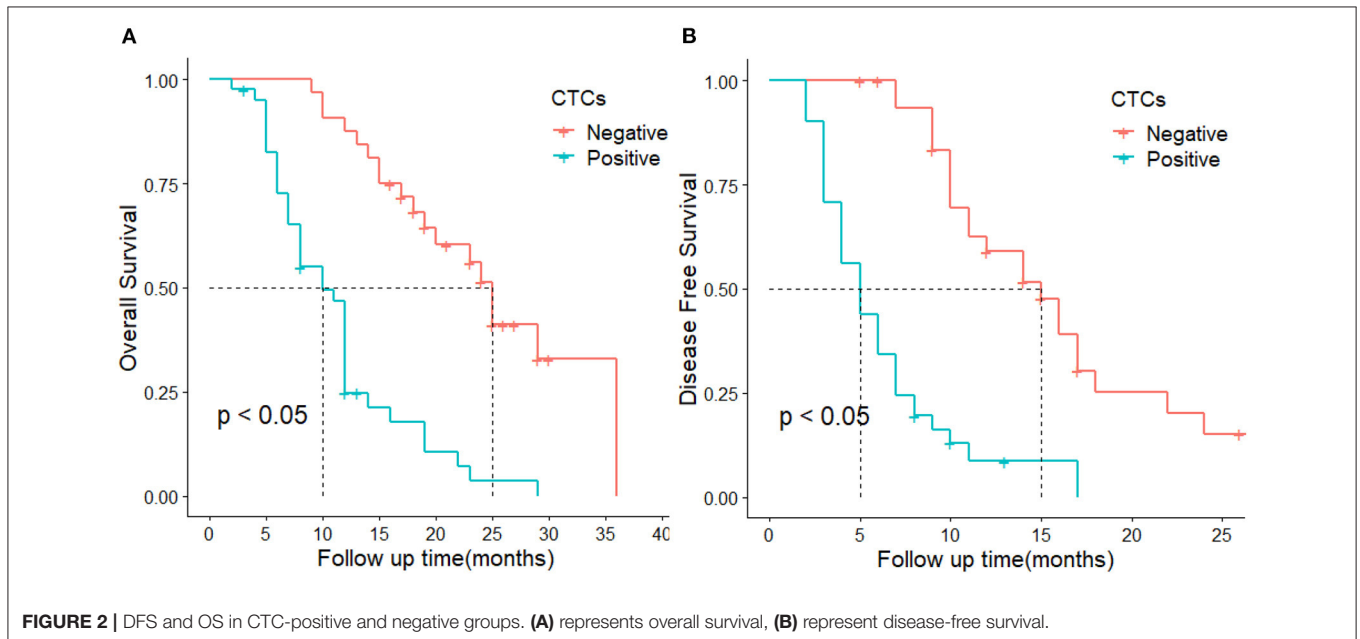 A
1.00
0.75
0.50
0.25
0.00
Overall Survival
CTCs
Negative
Positive
p < 0.05
0 5 10 15 20 25 30 35 40
Follow up time(months)
B
1.00
0.75
0.50
0.25
0.00
Disease Free Survival
CTCs
Negative
Positive
p < 0.05
0 5 10 15 20 25
Follow up time(months)
FIGURE 2 | DFS and OS in CTC-positive and negative groups. (A) represents overall survival, (B) represent disease-free survival.